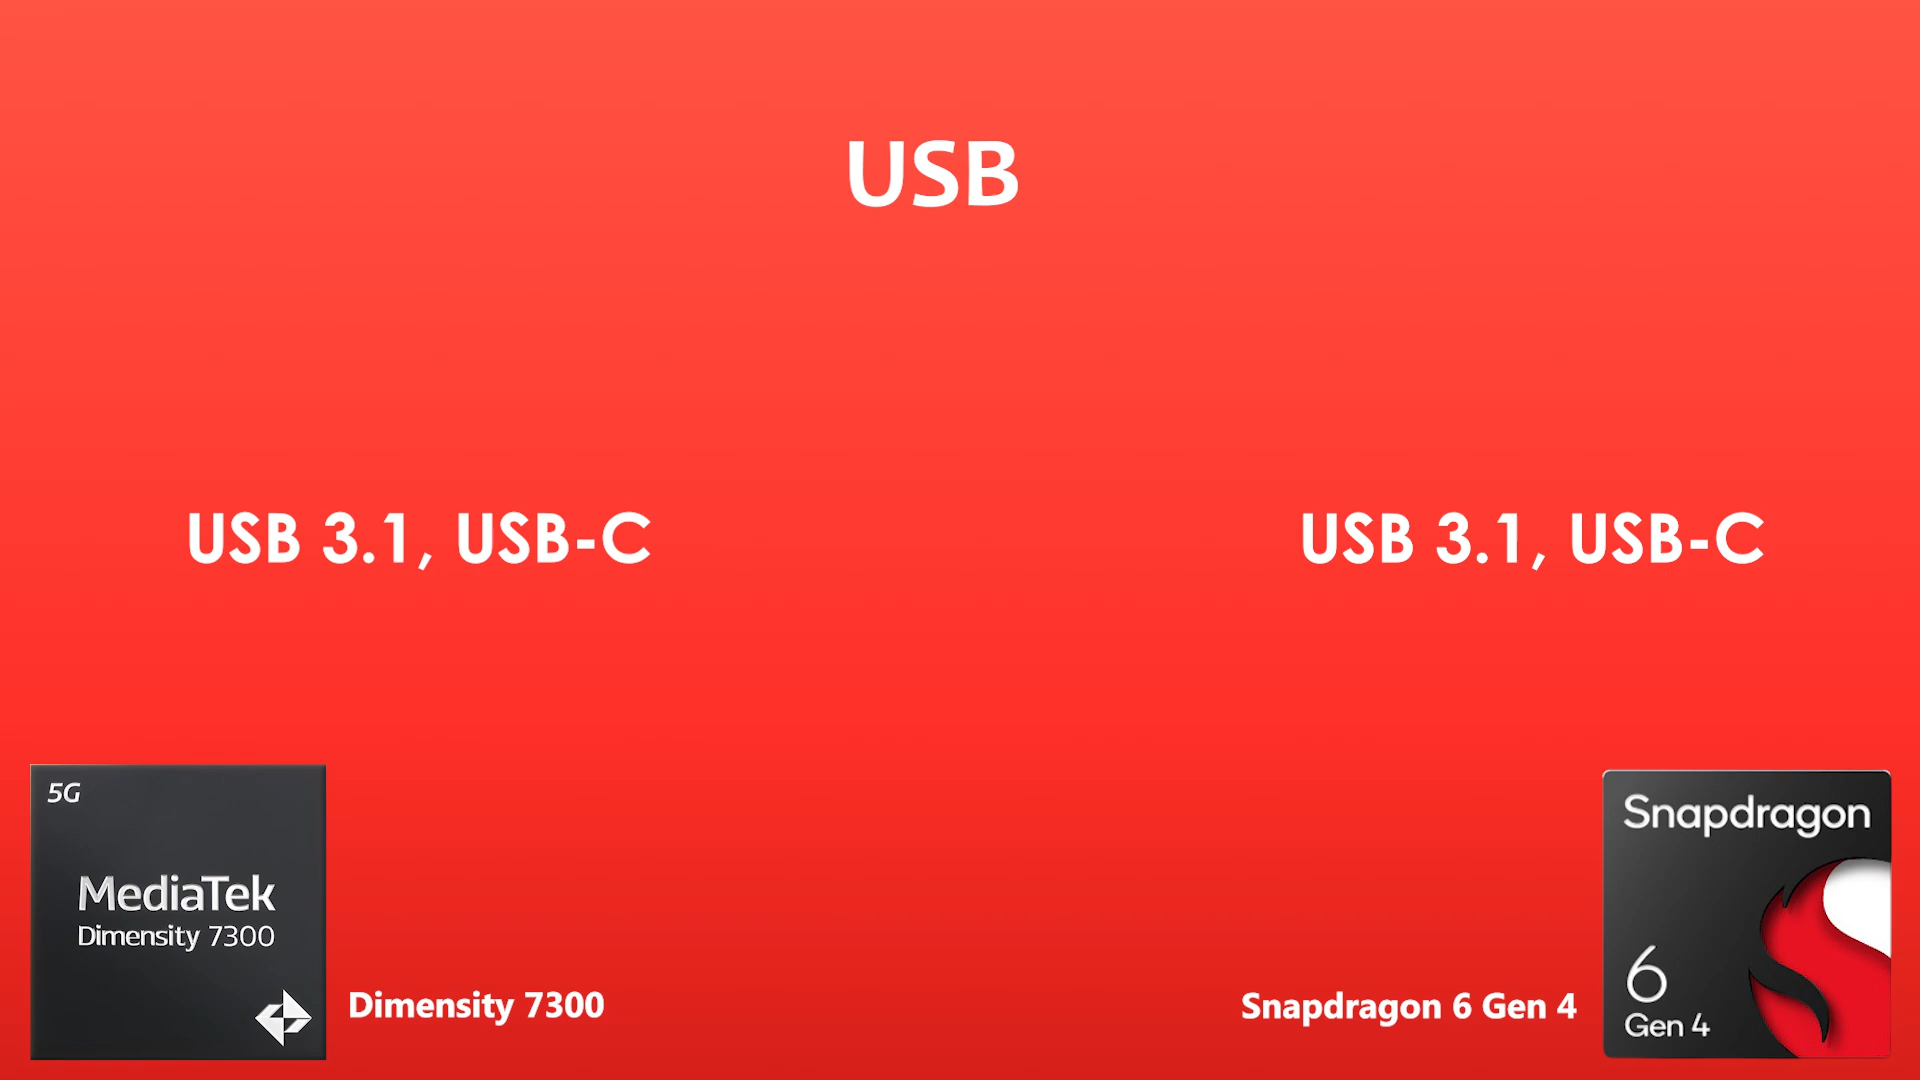 USB
USB 3.1, USB-C
USB 3.1, USB-C
5G
MediaTek
Dimensity 7300
Dimensity 7300
Snapdragon 6 Gen 4
Snapdragon
6
Gen 4